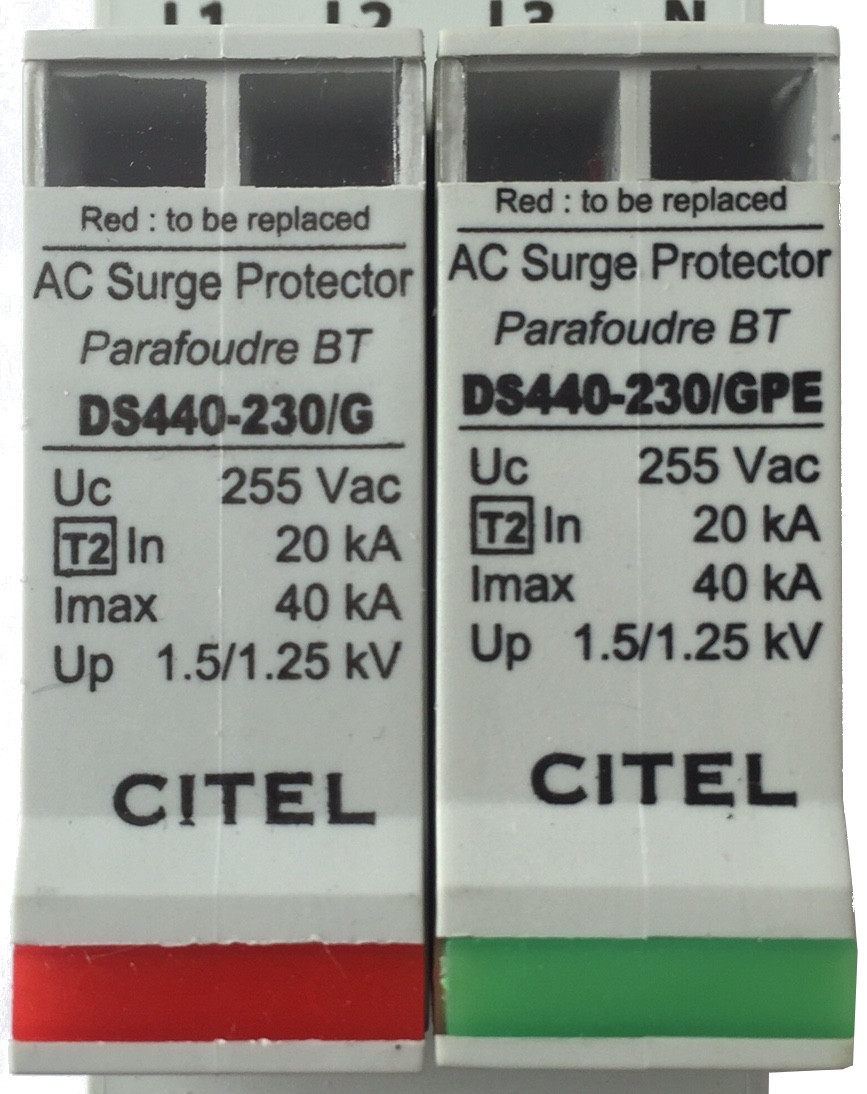 L1 L2 L3 N
Red : to be replaced
AC Surge Protector
Parafoudre BT
DS440-230/G
Uc 255 Vac
T2 In 20 kA
Imax 40 kA
Up 1.5/1.25 kV
CITEL
Red : to be replaced
AC Surge Protector
Parafoudre BT
DS440-230/GPE
Uc 255 Vac
T2 In 20 kA
Imax 40 kA
Up 1.5/1.25 kV
CITEL